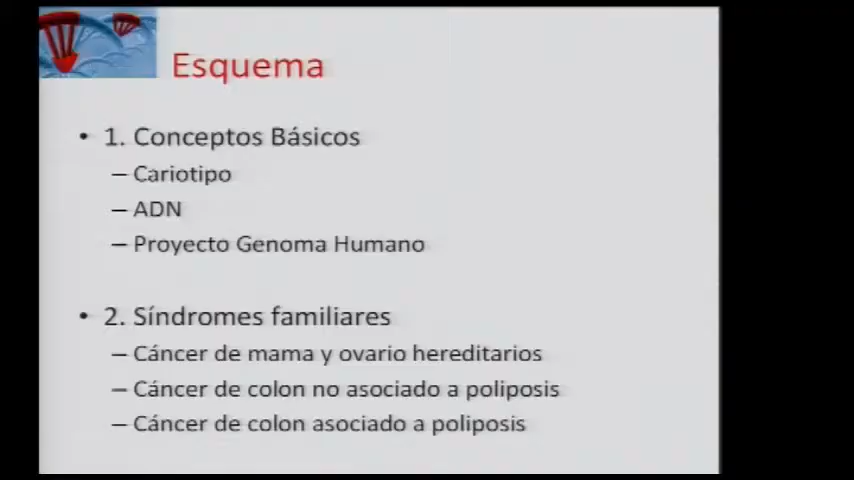 Esquema
• 1. Conceptos Básicos
– Cariotipo
– ADN
– Proyecto Genoma Humano
• 2. Síndromes familiares
– Cáncer de mama y ovario hereditarios
– Cáncer de colon no asociado a poliposis
– Cáncer de colon asociado a poliposis